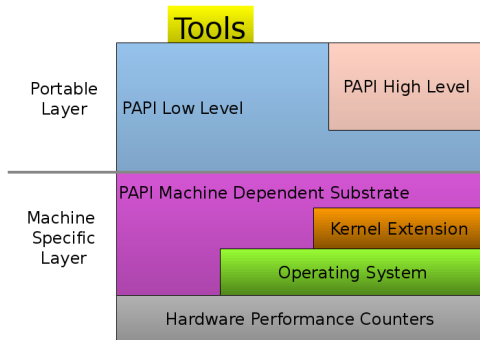 Tools
Portable
Layer
PAPI High Level
PAPI Low Level
PAPI Machine Dependent Substrate
Machine
Specific
Layer
Kernel Extension
Operating System
Hardware Performance Counters